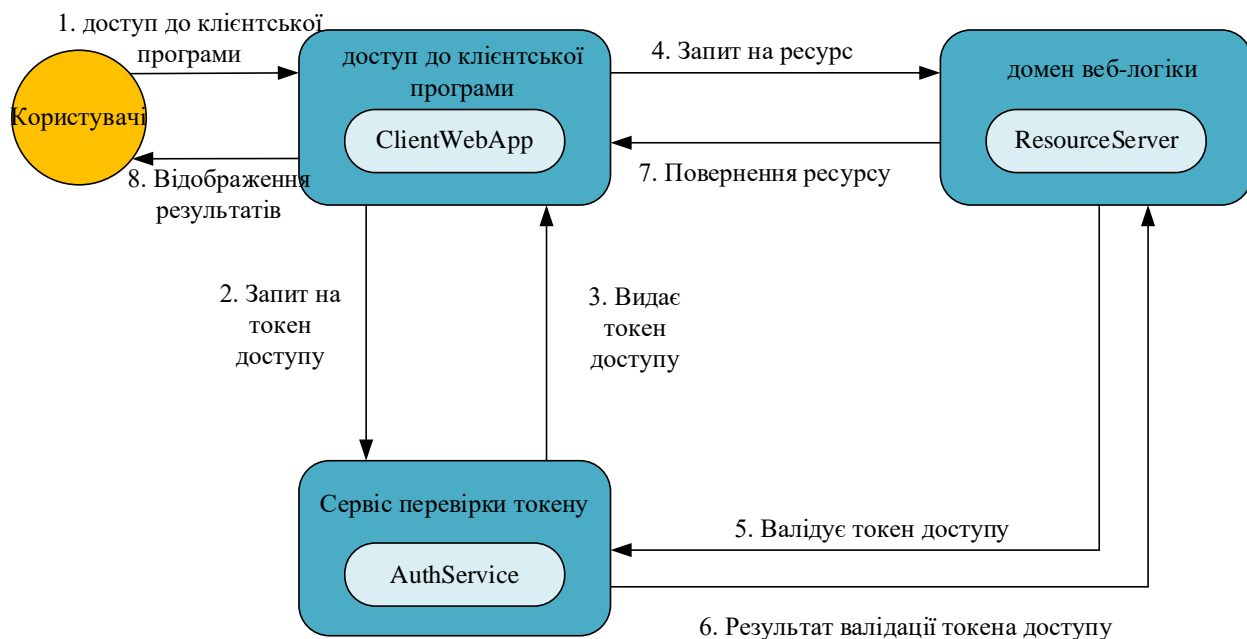 1. доступ до клієнтської
програми
Користувачі
8. Відображення
результатів
доступ до клієнтської
програми
ClientWebApp
4. Запит на ресурс
7. Повернення ресурсу
домен веб-логіки
ResourceServer
2. Запит на
токен
доступу
3. Видає
токен
доступу
Сервіс перевірки токену
AuthService
5. Валідує токен доступу
6. Результат валідації токена доступу